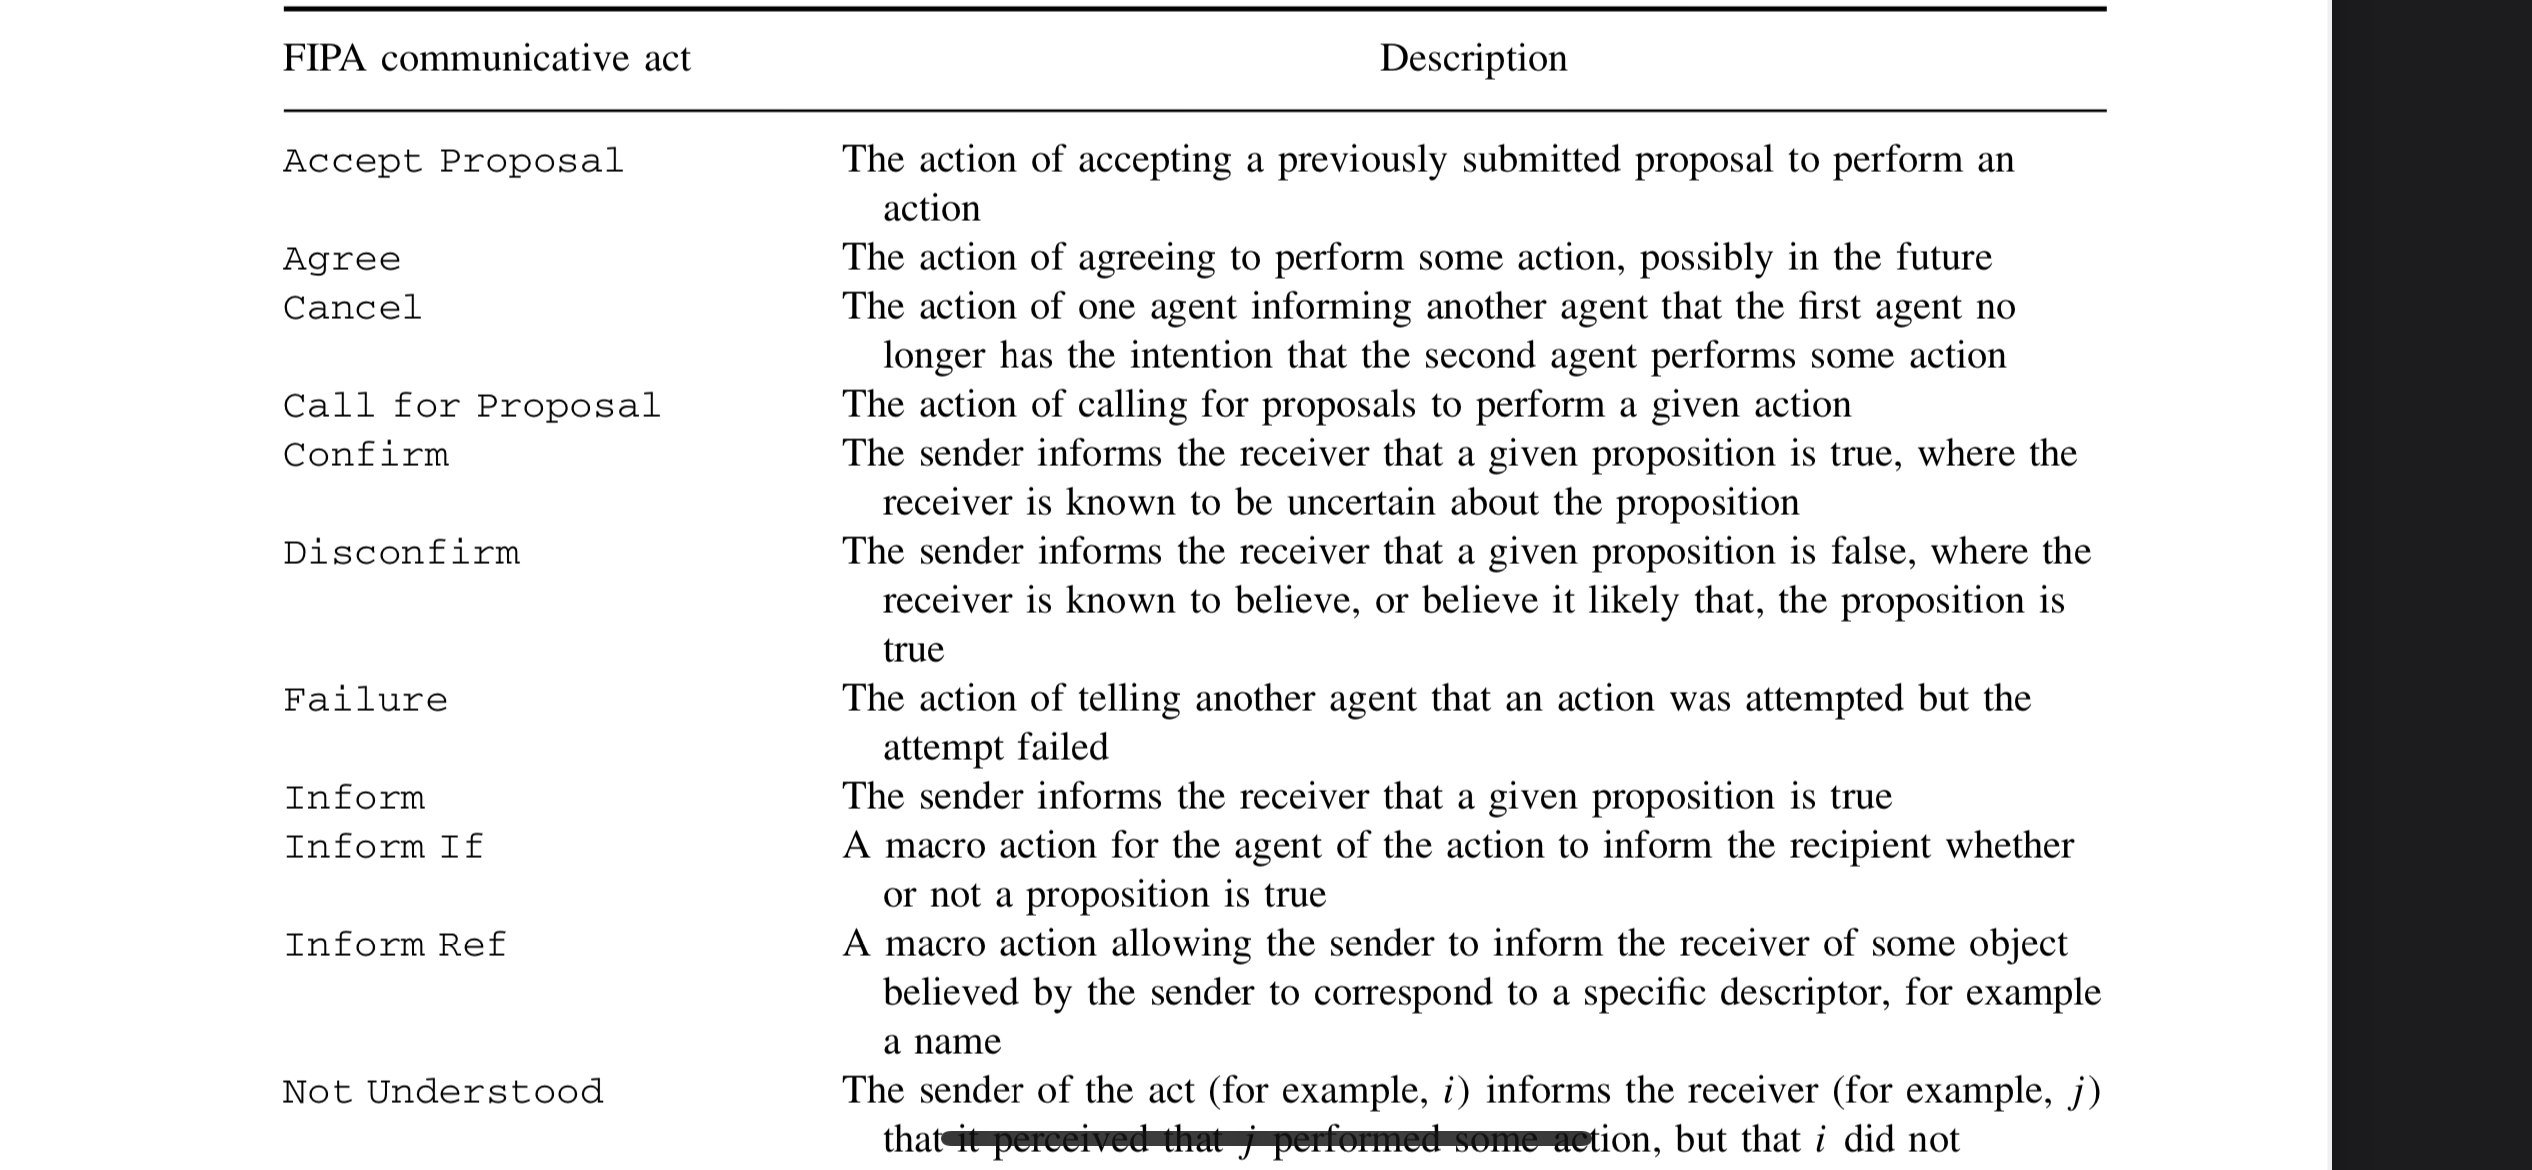 FIPA communicative act Description
Accept Proposal The action of accepting a previously submitted proposal to perform an
action
Agree The action of agreeing to perform some action, possibly in the future
Cancel The action of one agent informing another agent that the first agent no
longer has the intention that the second agent performs some action
Call for Proposal The action of calling for proposals to perform a given action
Confirm The sender informs the receiver that a given proposition is true, where the
receiver is known to be uncertain about the proposition
Disconfirm The sender informs the receiver that a given proposition is false, where the
receiver is known to believe, or believe it likely that, the proposition is
true
Failure The action of telling another agent that an action was attempted but the
attempt failed
Inform The sender informs the receiver that a given proposition is true
Inform If A macro action for the agent of the action to inform the recipient whether
or not a proposition is true
Inform Ref A macro action allowing the sender to inform the receiver of some object
believed by the sender to correspond to a specific descriptor, for example
a name
Not Understood The sender of the act (for example, i) informs the receiver (for example, j)
that it perceived that j performed some action, but that i did not